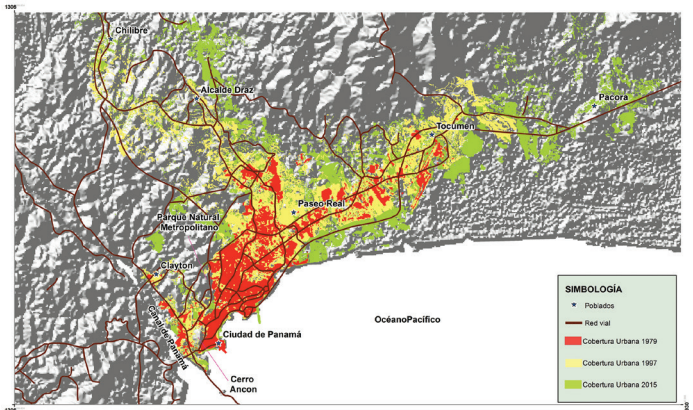 Chilibre
Alcalde Díaz
Pacora
Tocumen
Paseo Real
Parque Natural
Metropolitano
Clayton
Canal de Panamá
Ciudad de Panamá
OcéanoPacífico
Cerro
Ancon
SIMBOLOGÍA
Poblados
Red vial
Cobertura Urbana 1979
Cobertura Urbana 1997
Cobertura Urbana 2015